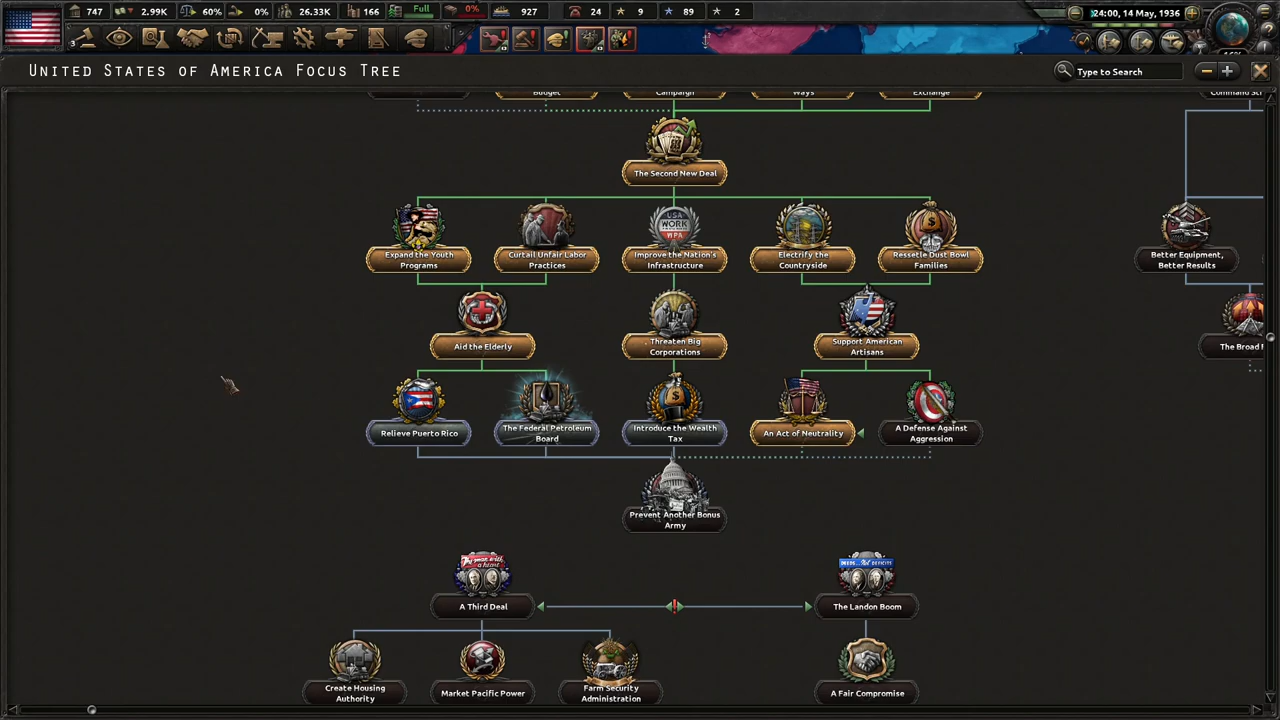 747
2.99K
60%
0%
26.33K
166
Full
0%
927
24
9
89
2
24:00, 14 May, 1936
3
United States of America Focus Tree
Type to Search
Budget
Campaign
Ways
Exchange
The Second New Deal
USA
WORK
WPA
Expand the Youth
Programs
Curtail Unfair Labor
Practices
Improve the Nation's
Infrastructure
Electrify the
Countryside
Ressetle Dust Bowl
Families
Better Equipment,
Better Results
Aid the Elderly
Threaten Big
Corporations
Support American
Artisans
Relieve Puerto Rico
The Federal Petroleum
Board
Introduce the Wealth
Tax
An Act of Neutrality
A Defense Against
Aggression
Prevent Another Bonus
Army
A Third Deal
The Landon Boom
Create Housing
Authority
Market Pacific Power
Farm Security
Administration
A Fair Compromise